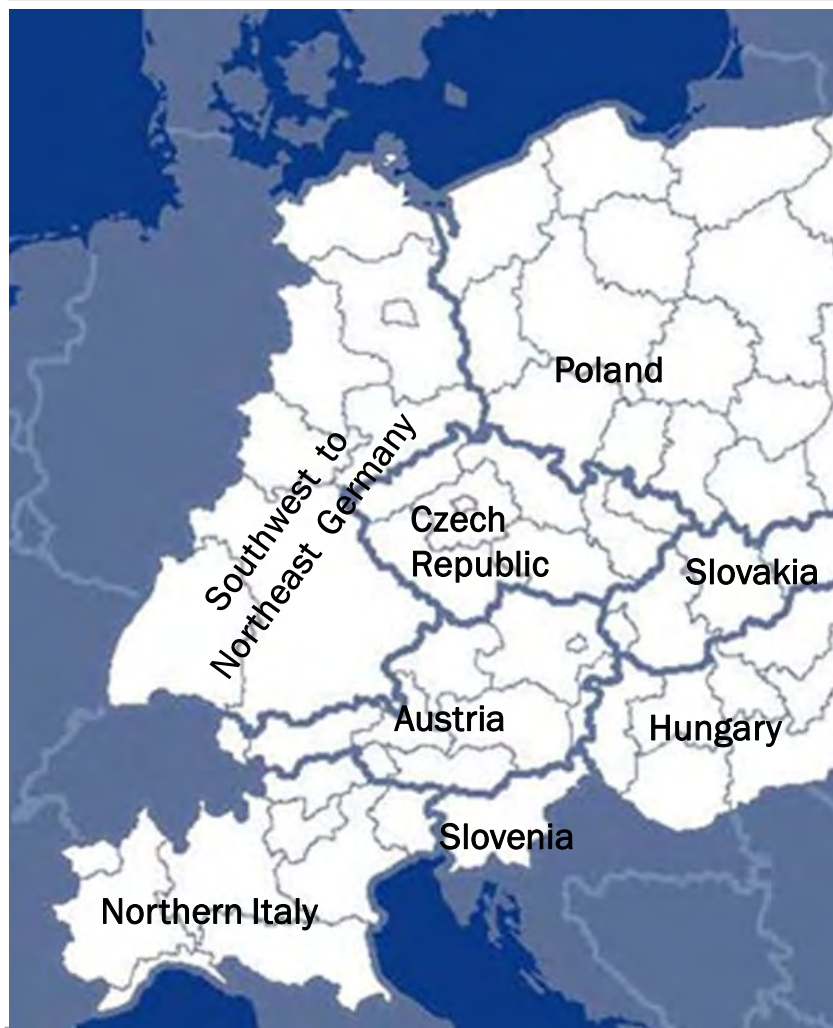 Poland
Southwest to
Northeast Germany
Czech
Republic
Slovakia
Austria
Hungary
Slovenia
Northern Italy